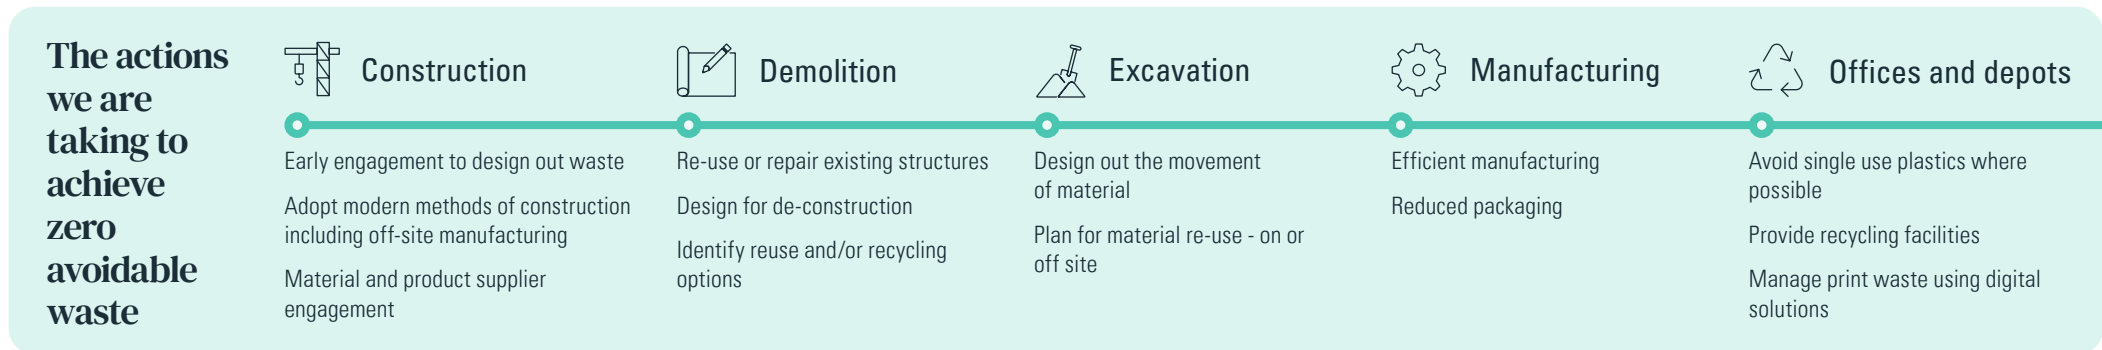 The actions
we are
taking to
achieve
zero
avoidable
waste
Construction
Early engagement to design out waste
Adopt modern methods of construction
including off-site manufacturing
Material and product supplier
engagement
Demolition
Re-use or repair existing structures
Design for de-construction
Identify reuse and/or recycling
options
Excavation
Design out the movement
of material
Plan for material re-use - on or
off site
Manufacturing
Efficient manufacturing
Reduced packaging
Offices and depots
Avoid single use plastics where
possible
Provide recycling facilities
Manage print waste using digital
solutions